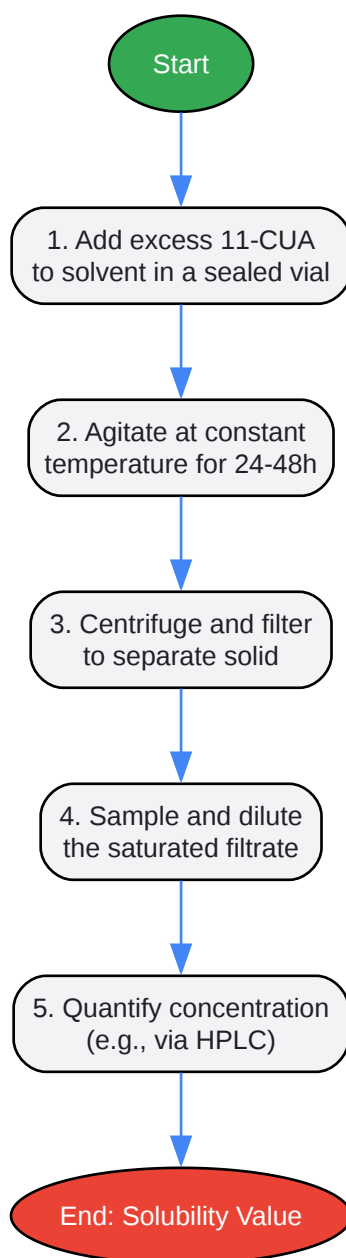 Start
1. Add excess 11-CUA
to solvent in a sealed vial
2. Agitate at constant
temperature for 24-48h
3. Centrifuge and filter
to separate solid
4. Sample and dilute
the saturated filtrate
5. Quantify concentration
(e.g., via HPLC)
End: Solubility Value